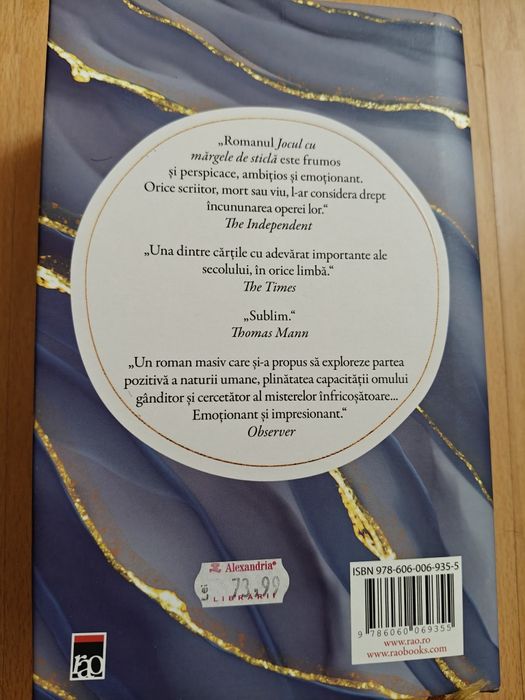 „Romanul Jocul cu
mărgele de sticlă este frumos
și perspicace, ambițios și emoționant.
Orice scriitor, mort sau viu, l-ar considera drept
încununarea operei lor.“
The Independent
„Una dintre cărțile cu adevărat importante ale
secolului, în orice limbă.“
The Times
„Sublim.“
Thomas Mann
„Un roman masiv care și-a propus să exploreze partea
pozitivă a naturii umane, plinătatea capacității omului
gânditor și cercetător al misterelor înfricoșătoare...
Emoționant și impresionant.“
Observer
Alexandria®
Lei 73,99
LIBRARII
ISBN 978-606-006-935-5
9 786060 069355
www.rao.ro
www.raobooks.com
rao